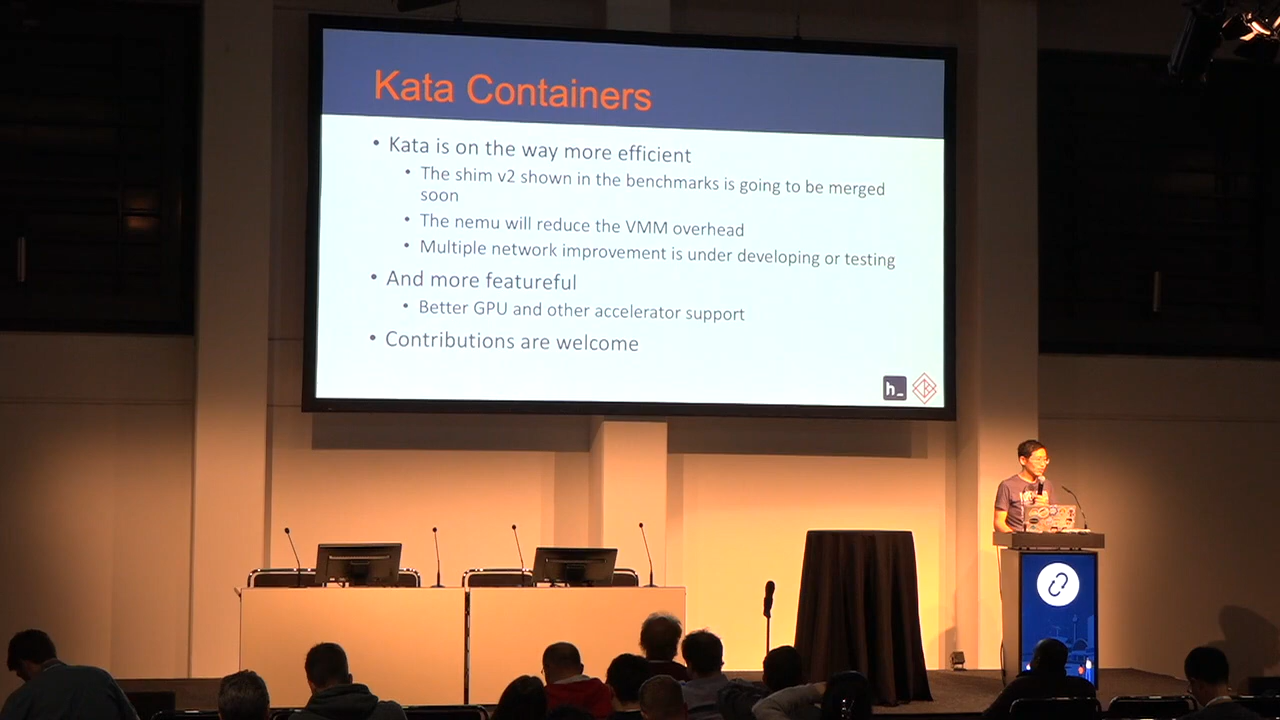 Kata Containers
• Kata is on the way more efficient
• The shim v2 shown in the benchmarks is going to be merged
soon
• The nemu will reduce the VMM overhead
• Multiple network improvement is under developing or testing
• And more featureful
• Better GPU and other accelerator support
• Contributions are welcome
h_